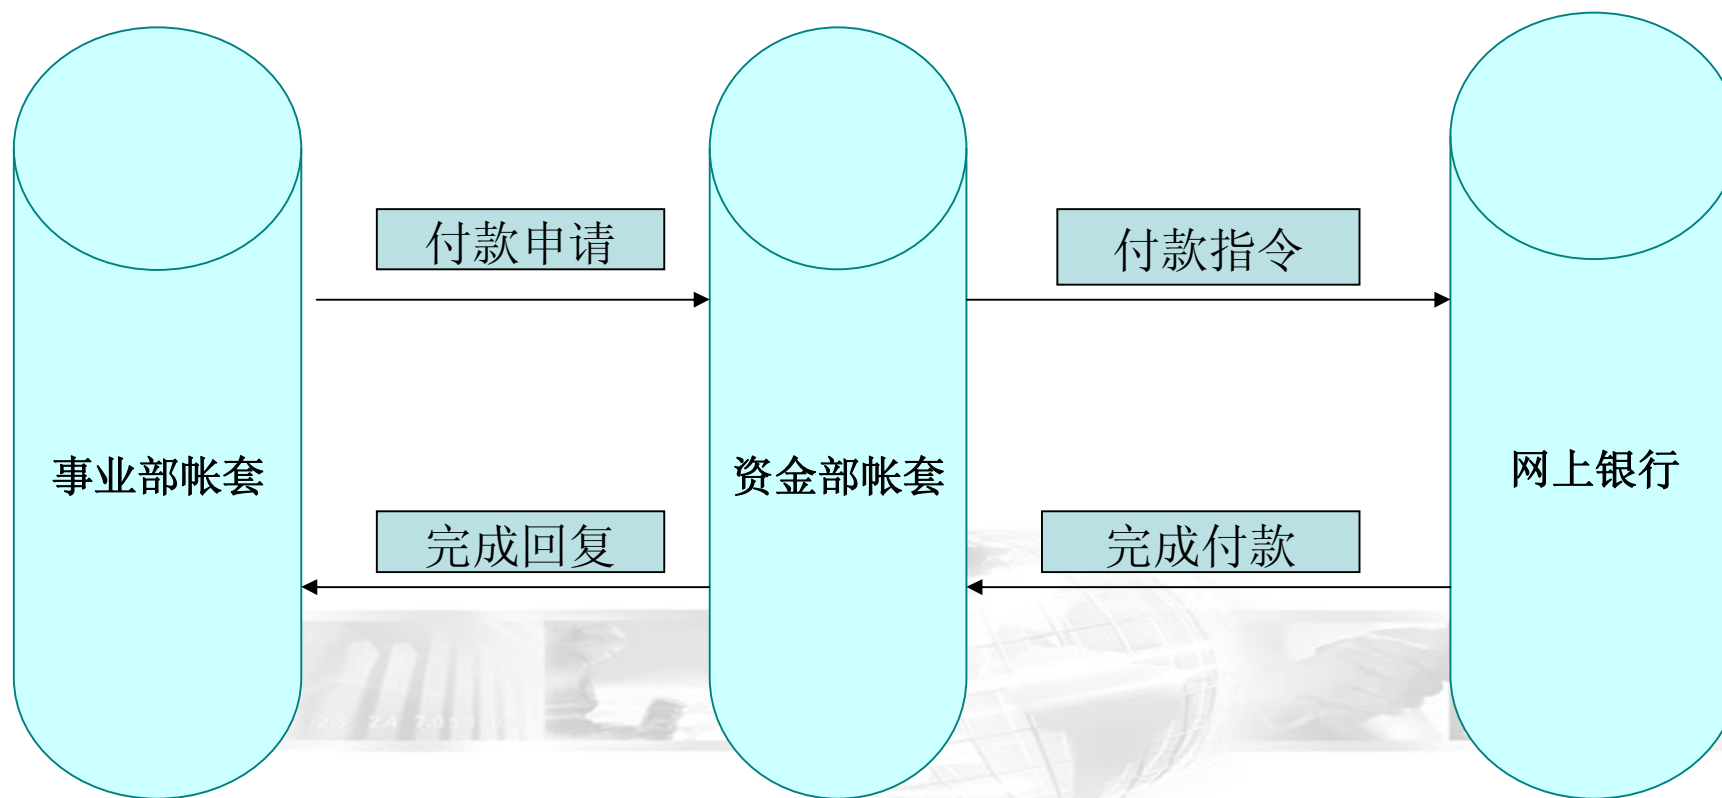 付款申请
付款指令
事业部帐套
资金部帐套
网上银行
完成回复
完成付款